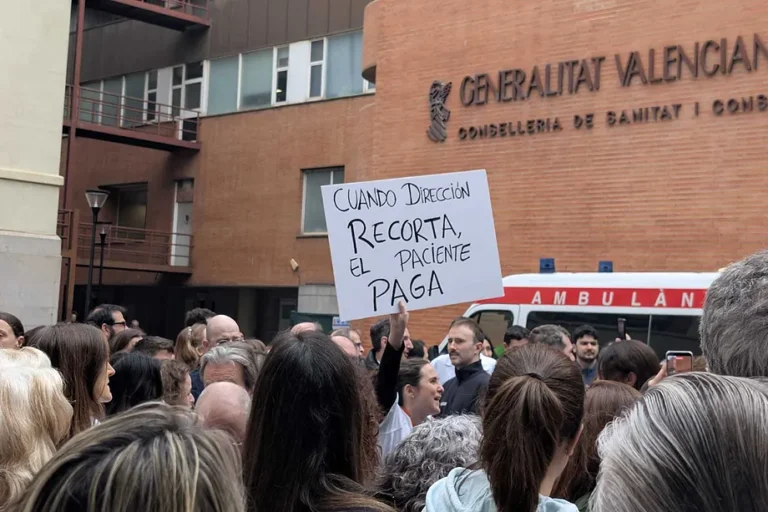 GENERALITAT VALENCIAN
CONSELLERIA DE SANITAT I CONS
CUANDO DIRECCIÓN
RECORTA,
EL PACIENTE
PAGA
AMBULÀN